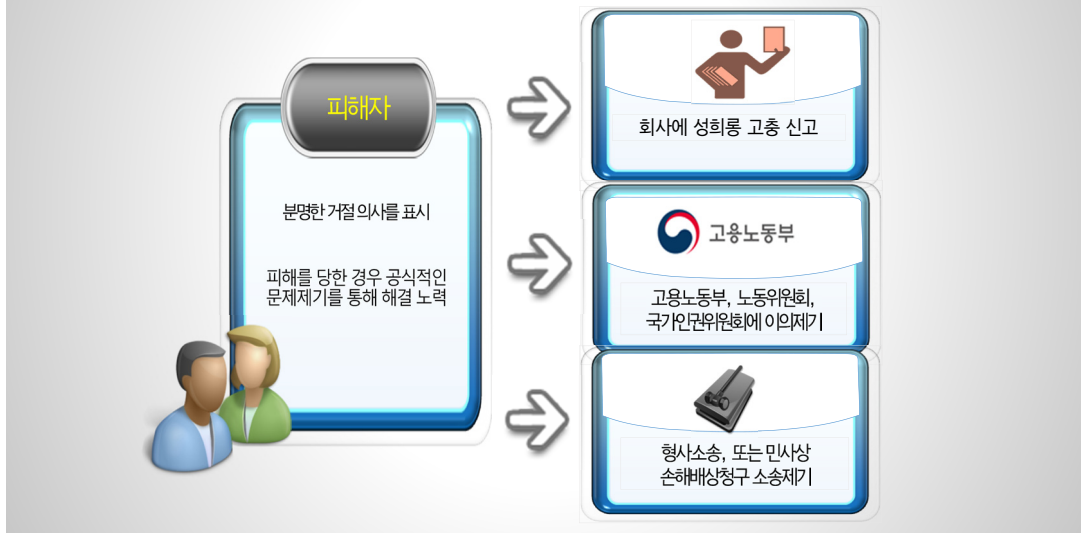 피해자
분명한 거절 의사를 표시
피해를 당한 경우 공식적인
문제제기를 통해 해결 노력
회사에 성희롱 고충 신고
고용노동부
고용노동부, 노동위원회,
국가인권위원회에 이의제기
형사소송, 또는 민사상
손해배상청구 소송제기